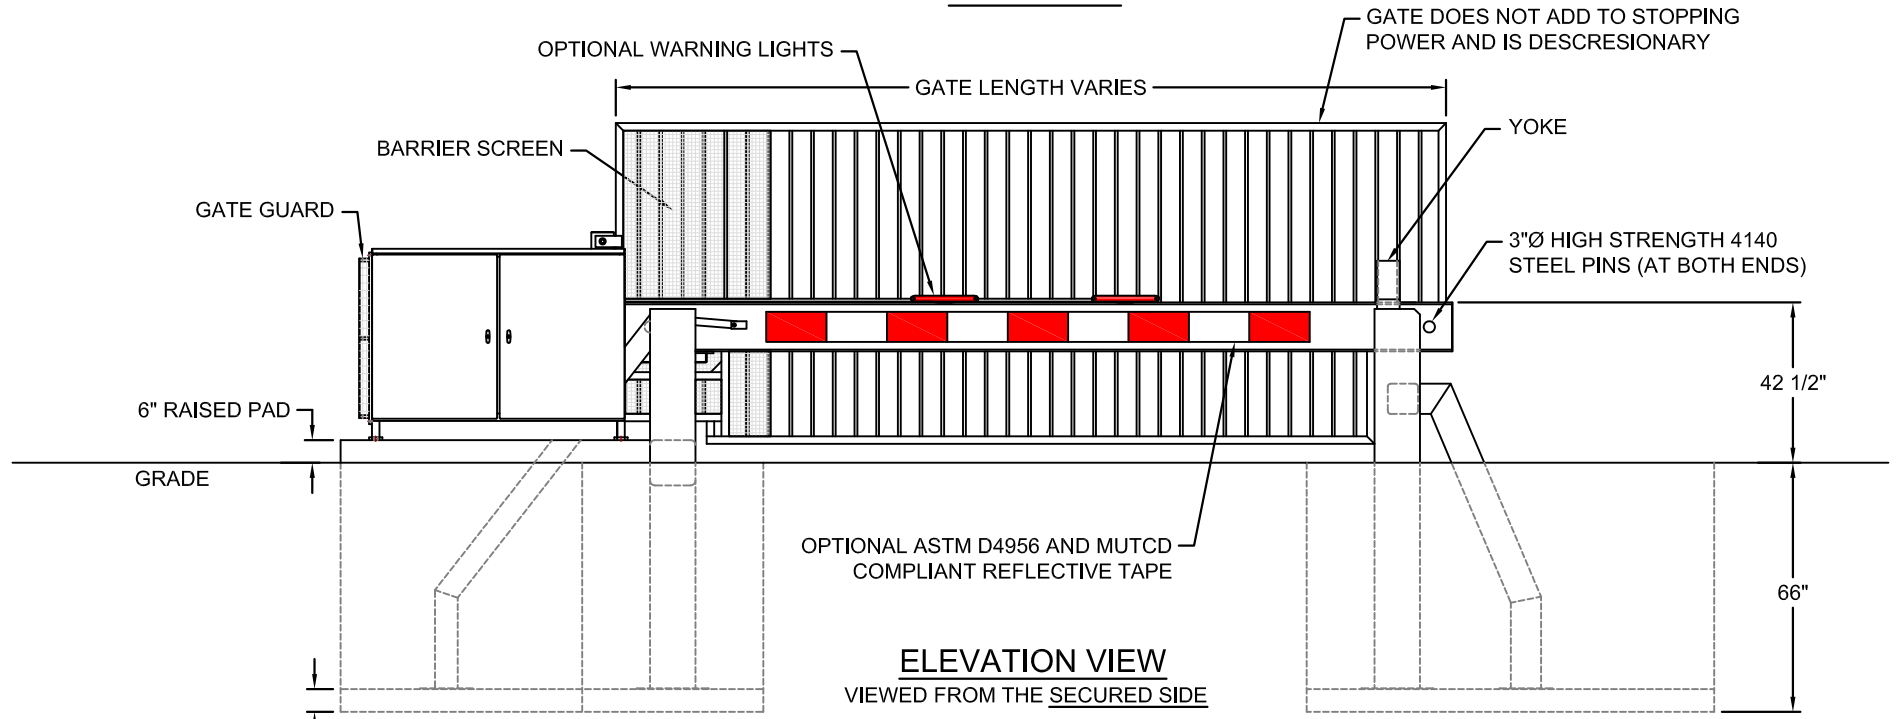 GATE DOES NOT ADD TO STOPPING
POWER AND IS DESCRESIONARY
OPTIONAL WARNING LIGHTS
GATE LENGTH VARIES
YOKE
BARRIER SCREEN
GATE GUARD
3"Ø HIGH STRENGTH 4140
STEEL PINS (AT BOTH ENDS)
42 1/2"
6" RAISED PAD
GRADE
OPTIONAL ASTM D4956 AND MUTCD
COMPLIANT REFLECTIVE TAPE
66"
ELEVATION VIEW
VIEWED FROM THE SECURED SIDE